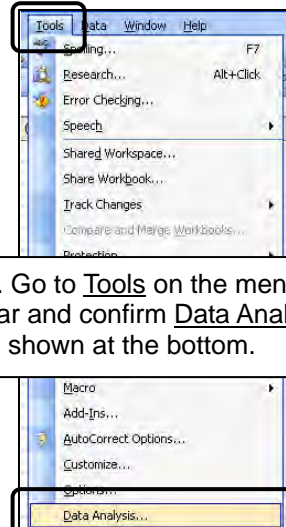 Tools Data Window Help
Spelling... F7
Research... Alt+Click
Error Checking...
Speech
Shared Workspace...
Share Workbook...
Track Changes
Compare and Merge Workbooks...
Protection
. Go to Tools on the men
ar and confirm Data Anal
shown at the bottom.
Macro
Add-Ins...
AutoCorrect Options...
Customize...
Options...
Data Analysis...